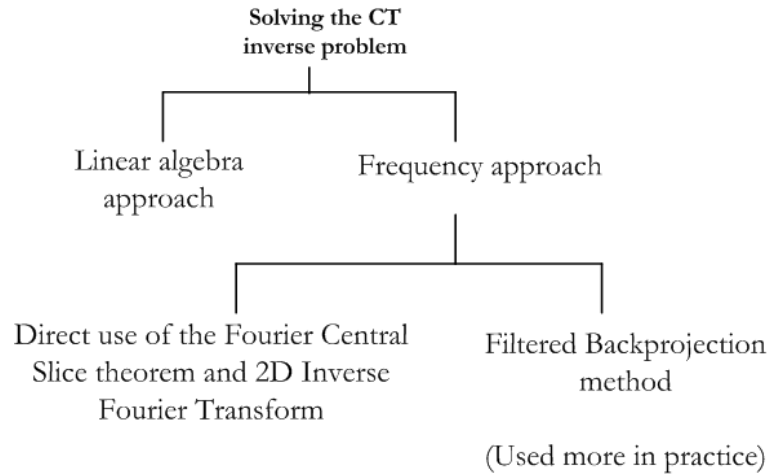 Solving the CT
inverse problem
Linear algebra
approach
Frequency approach
Direct use of the Fourier Central
Slice theorem and 2D Inverse
Fourier Transform
Filtered Backprojection
method
(Used more in practice)